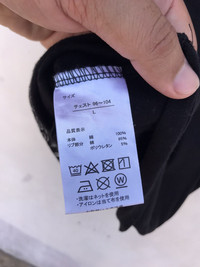 サイズ
チェスト 96〜104
L
品質表示
100%
本体 綿 95%
リブ部分 綿
ポリウレタン 5%
W
・洗濯はネットを使用
・アイロンは当て布を使用